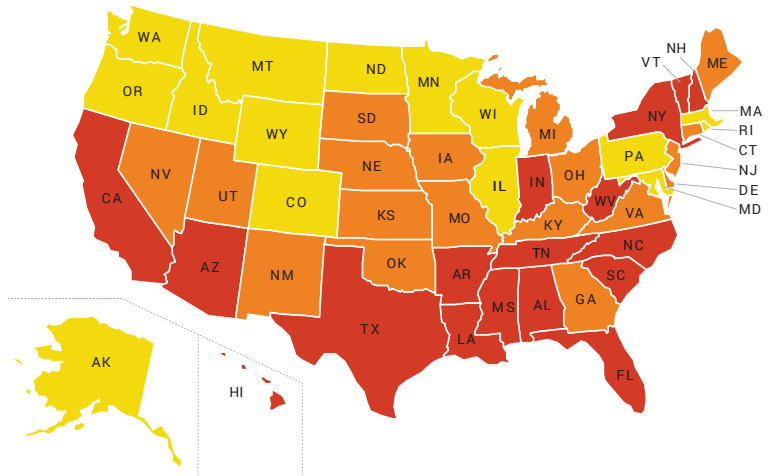 WA
MT
ND
MN
OR
ID
WY
SD
WI
MI
NH
VT
ME
NY
MA
RI
CT
NJ
DE
MD
PA
NV
UT
CO
NE
IA
IL
IN
OH
CA
KS
MO
KY
WV
VA
AZ
NM
OK
AR
TN
NC
SC
TX
LA
MS
AL
GA
FL
AK
HI